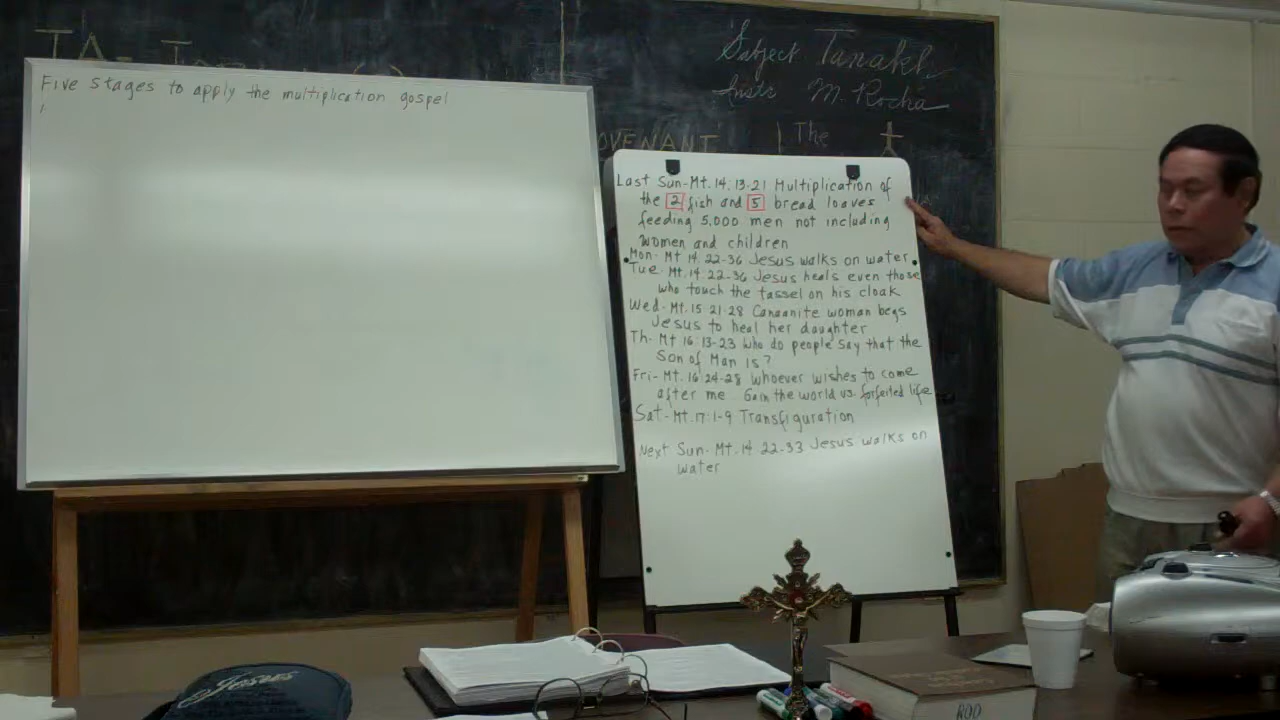 Subject Tanakh
Instr M. Rocha
OVENANT | The
Five stages to apply the multiplication gospel
Last Sun-Mt. 14:13-21 Multiplication of
the 2 fish and 5 bread loaves
feeding 5,000 men not including
women and children
Mon- Mt 14:22-36 Jesus walks on water
Tue- Mt. 14:22-36 Jesus heals even those
who touch the tassel on his cloak
Wed- Mt. 15 21-28 Canaanite woman begs
Jesus to heal her daughter
Th- Mt 16:13-23 Who do people say that the
Son of Man is?
Fri- Mt. 16:24-28 Whoever wishes to come
after me Gain the world vs. forfeited life
Sat- Mt. 17:1-9 Transfiguration
Next Sun- Mt. 14 22-33 Jesus walks on
water
Jesus
ROD